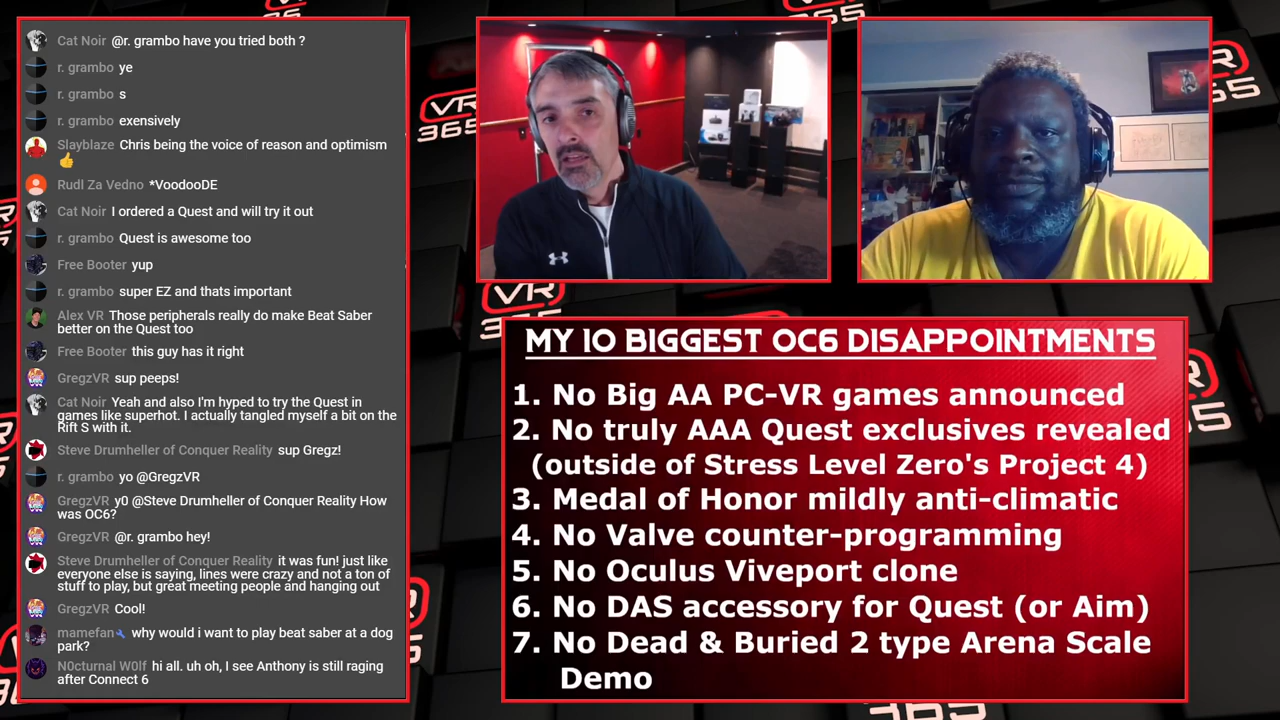 Cat Noir @r. grambo have you tried both ?
r. grambo ye
r. grambo s
r. grambo exensively
Slayblaze Chris being the voice of reason and optimism
👍
Rudl Za Vedno *VoodooDE
Cat Noir I ordered a Quest and will try it out
r. grambo Quest is awesome too
Free Booter yup
r. grambo super EZ and thats important
Alex VR Those peripherals really do make Beat Saber
better on the Quest too
Free Booter this guy has it right
GregzVR sup peeps!
Cat Noir Yeah and also I'm hyped to try the Quest in
games like superhot. I actually tangled myself a bit on the
Rift S with it.
Steve Drumheller of Conquer Reality sup Gregz!
r. grambo yo @GregzVR
GregzVR y0 @Steve Drumheller of Conquer Reality How
was OC6?
GregzVR @r. grambo hey!
Steve Drumheller of Conquer Reality it was fun! just like
everyone else is saying, lines were crazy and not a ton of
stuff to play, but great meeting people and hanging out
GregzVR Cool!
mamefan why would i want to play beat saber at a dog
park?
N0cturnal W0lf hi all. uh oh, I see Anthony is still raging
after Connect 6
VR
365
VR
365
MY 10 BIGGEST OC6 DISAPPOINTMENTS
1. No Big AA PC-VR games announced
2. No truly AAA Quest exclusives revealed
(outside of Stress Level Zero's Project 4)
3. Medal of Honor mildly anti-climatic
4. No Valve counter-programming
5. No Oculus Viveport clone
6. No DAS accessory for Quest (or Aim)
7. No Dead & Buried 2 type Arena Scale
Demo